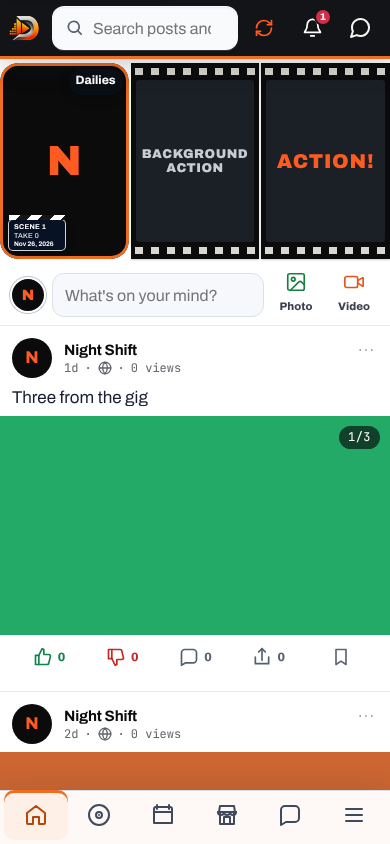 Search posts and
1
Dailies
N
SCENE 1
TAKE 0
Nov 26, 2026
BACKGROUND
ACTION
ACTION!
N
What's on your mind?
Photo
Video
N
Night Shift
1d · 0 views
Three from the gig
1/3
0
0
0
0
N
Night Shift
2d · 0 views